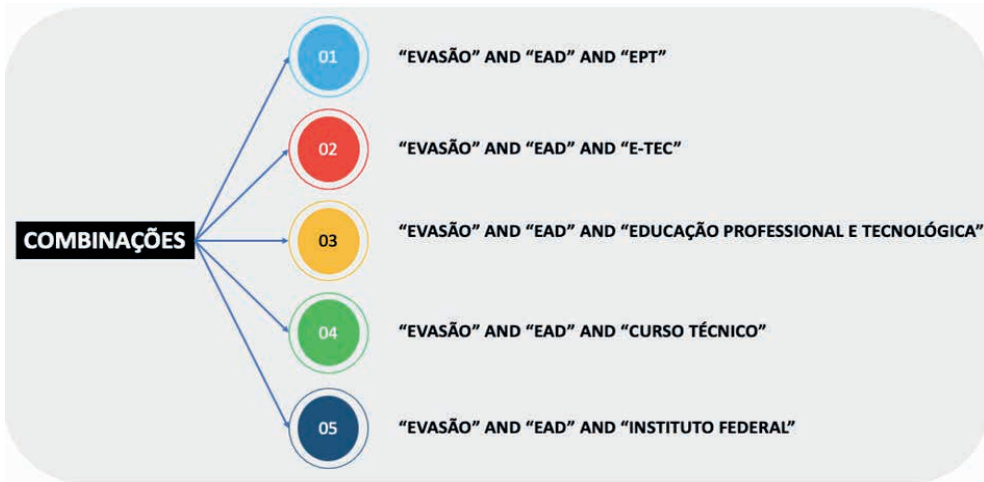 COMBINAÇÕES
01
“EVASÃO” AND “EAD” AND “EPT”
02
“EVASÃO” AND “EAD” AND “E-TEC”
03
“EVASÃO” AND “EAD” AND “EDUCAÇÃO PROFESSIONAL E TECNOLÓGICA”
04
“EVASÃO” AND “EAD” AND “CURSO TÉCNICO”
05
“EVASÃO” AND “EAD” AND “INSTITUTO FEDERAL”